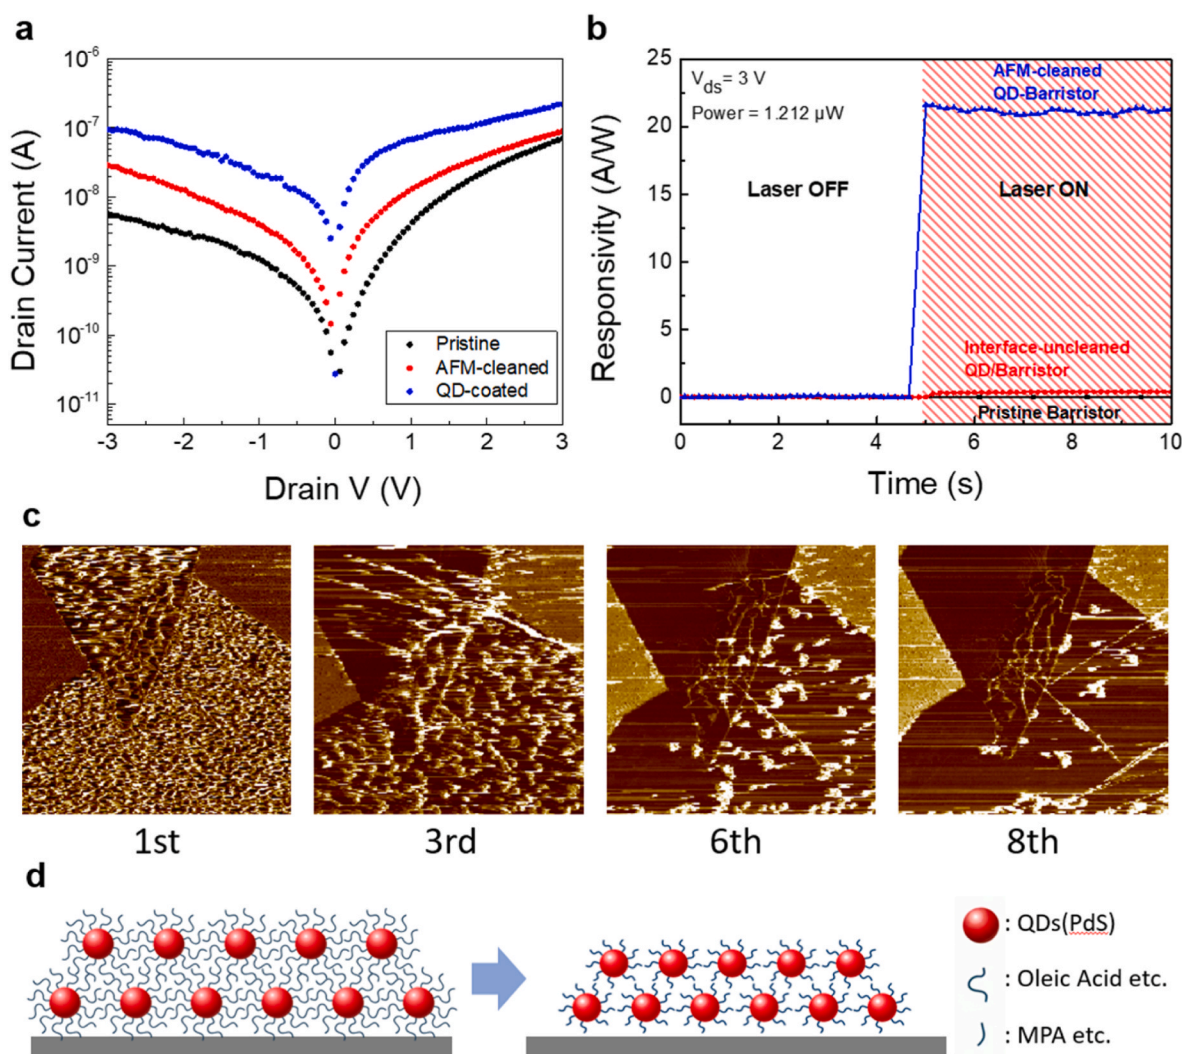 a
10⁻⁶
10⁻⁷
10⁻⁸
10⁻⁹
10⁻¹⁰
10⁻¹¹
Drain Current (A)
-3 -2 -1 0 1 2 3
Drain V (V)
Pristine
AFM-cleaned
QD-coated
b
25
20
15
10
5
0
Responsivity (A/W)
0 2 4 6 8 10
Time (s)
V_ds= 3 V
Power = 1.212 μW
Laser OFF
AFM-cleaned
QD-Barristor
Laser ON
Interface-uncleaned
QD/Barristor
Pristine Barristor
c
1st
3rd
6th
8th
d
: QDs(PdS)
: Oleic Acid etc.
: MPA etc.